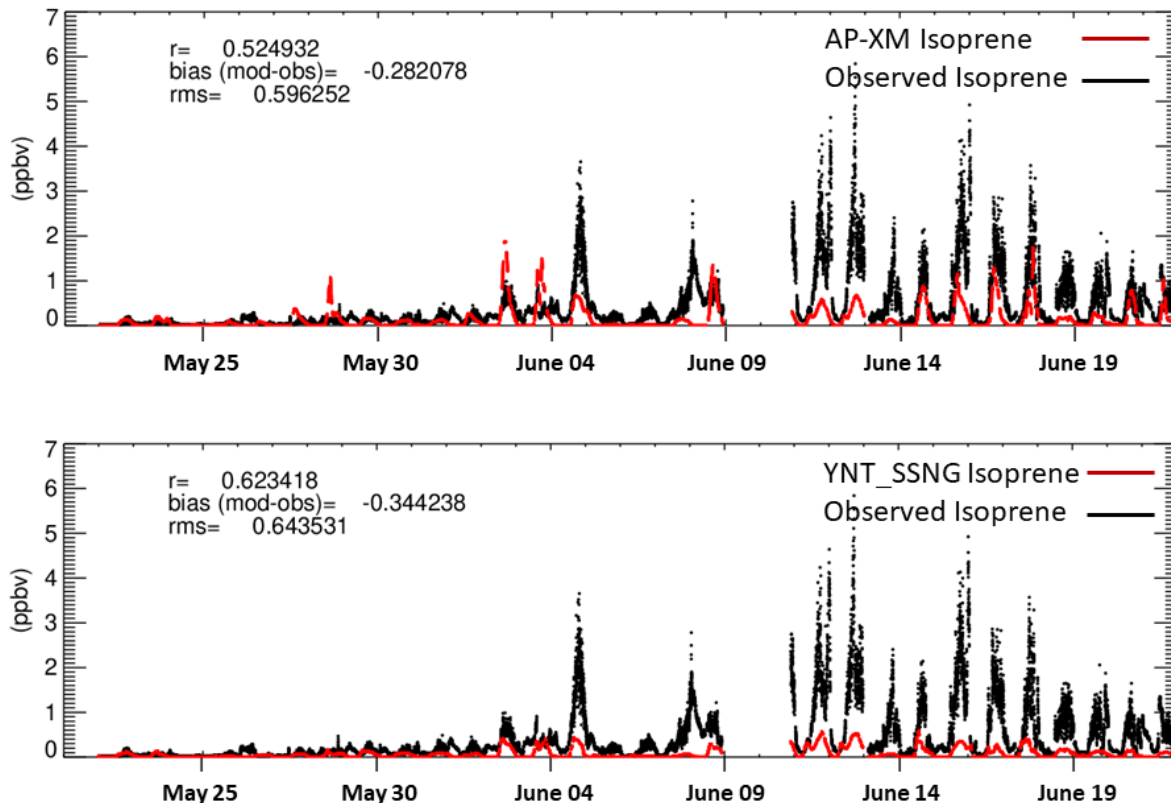 7
r= 0.524932
AP-XM Isoprene
6
bias (mod-obs)= -0.282078
Observed Isoprene
rms= 0.596252
5
4
(ppbv)
3
2
1
0
May 25 May 30 June 04 June 09 June 14 June 19
7
r= 0.623418
YNT_SSNG Isoprene
6
bias (mod-obs)= -0.344238
Observed Isoprene
rms= 0.643531
5
4
(ppbv)
3
2
1
0
May 25 May 30 June 04 June 09 June 14 June 19